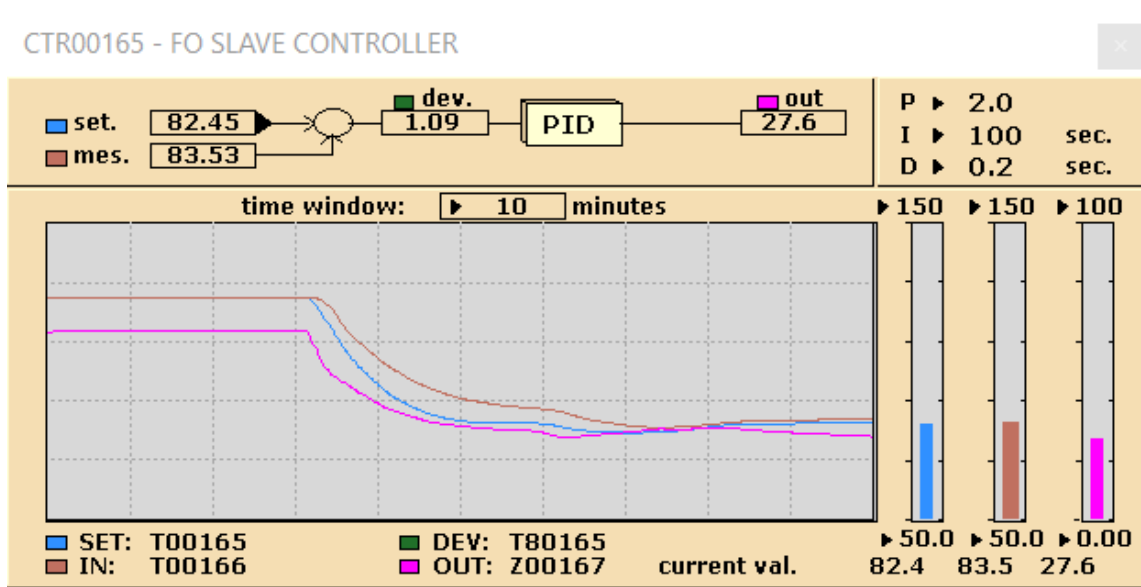 CTR00165 - FO SLAVE CONTROLLER
set. 82.45 dev. 1.09 PID out 27.6
mes. 83.53
P 2.0
I 100 sec.
D 0.2 sec.
time window: 10 minutes
150 150 100
50.0 50.0 0.00
SET: T00165 DEV: T80165
IN: T00166 OUT: Z00167 current val. 82.4 83.5 27.6